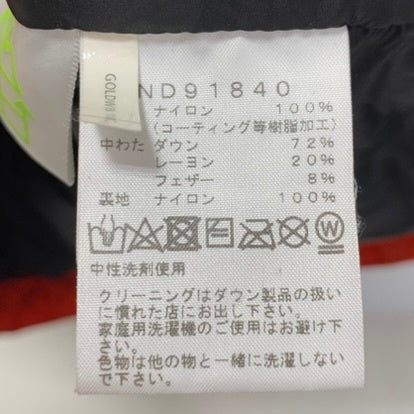 GOLDWIN
ND91840
ナイロン 100%
(コーティング等樹脂加工)
中わた ダウン 72%
レーヨン 20%
フェザー 8%
裏地 ナイロン 100%
W
中性洗剤使用
クリーニングはダウン製品の扱い
に慣れた店にお出し下さい。
家庭用洗濯機のご使用はお避け下
さい。
色物は他の物と一緒に洗濯しない
で下さい。